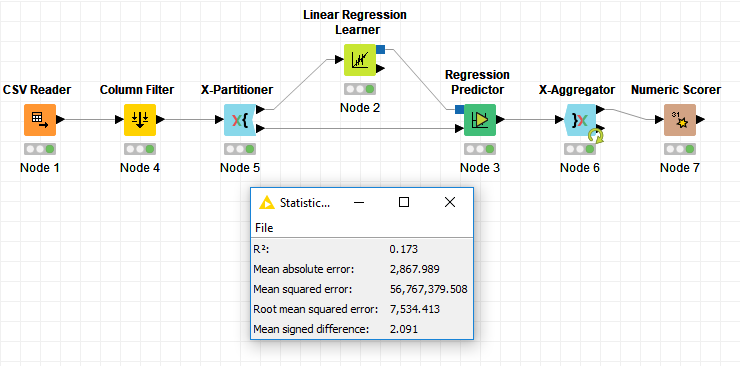 Linear Regression
Learner
Node 2
CSV Reader
Node 1
Column Filter
Node 4
X-Partitioner
Node 5
Regression
Predictor
Node 3
X-Aggregator
Node 6
Numeric Scorer
31
Node 7
Statistic...
File
R²: 0.173
Mean absolute error: 2,867.989
Mean squared error: 56,767,379.508
Root mean squared error: 7,534.413
Mean signed difference: 2.091